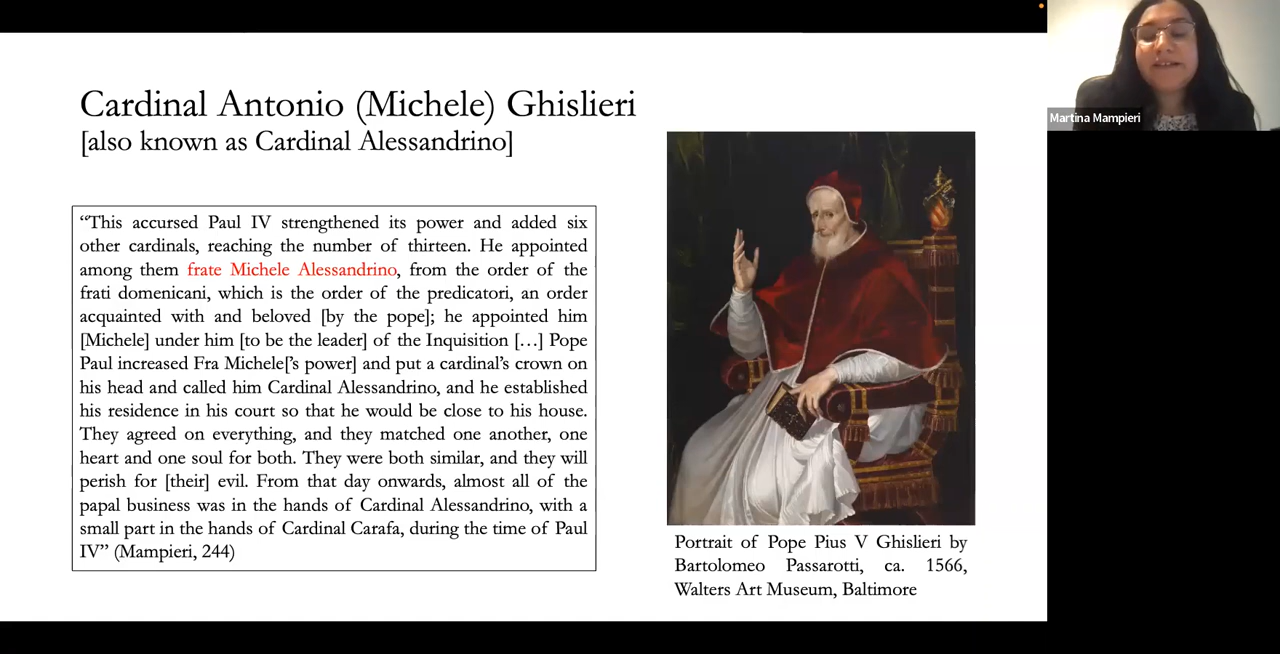 Cardinal Antonio (Michele) Ghislieri
[also known as Cardinal Alessandrino]
“This accursed Paul IV strengthened its power and added six
other cardinals, reaching the number of thirteen. He appointed
among them frate Michele Alessandrino, from the order of the
frati domenicani, which is the order of the predicatori, an order
acquainted with and beloved [by the pope]; he appointed him
[Michele] under him [to be the leader] of the Inquisition […] Pope
Paul increased Fra Michele[’s power] and put a cardinal’s crown on
his head and called him Cardinal Alessandrino, and he established
his residence in his court so that he would be close to his house.
They agreed on everything, and they matched one another, one
heart and one soul for both. They were both similar, and they will
perish for [their] evil. From that day onwards, almost all of the
papal business was in the hands of Cardinal Alessandrino, with a
small part in the hands of Cardinal Carafa, during the time of Paul
IV” (Mampieri, 244)
Portrait of Pope Pius V Ghislieri by
Bartolomeo Passarotti, ca. 1566,
Walters Art Museum, Baltimore
Martina Mampieri